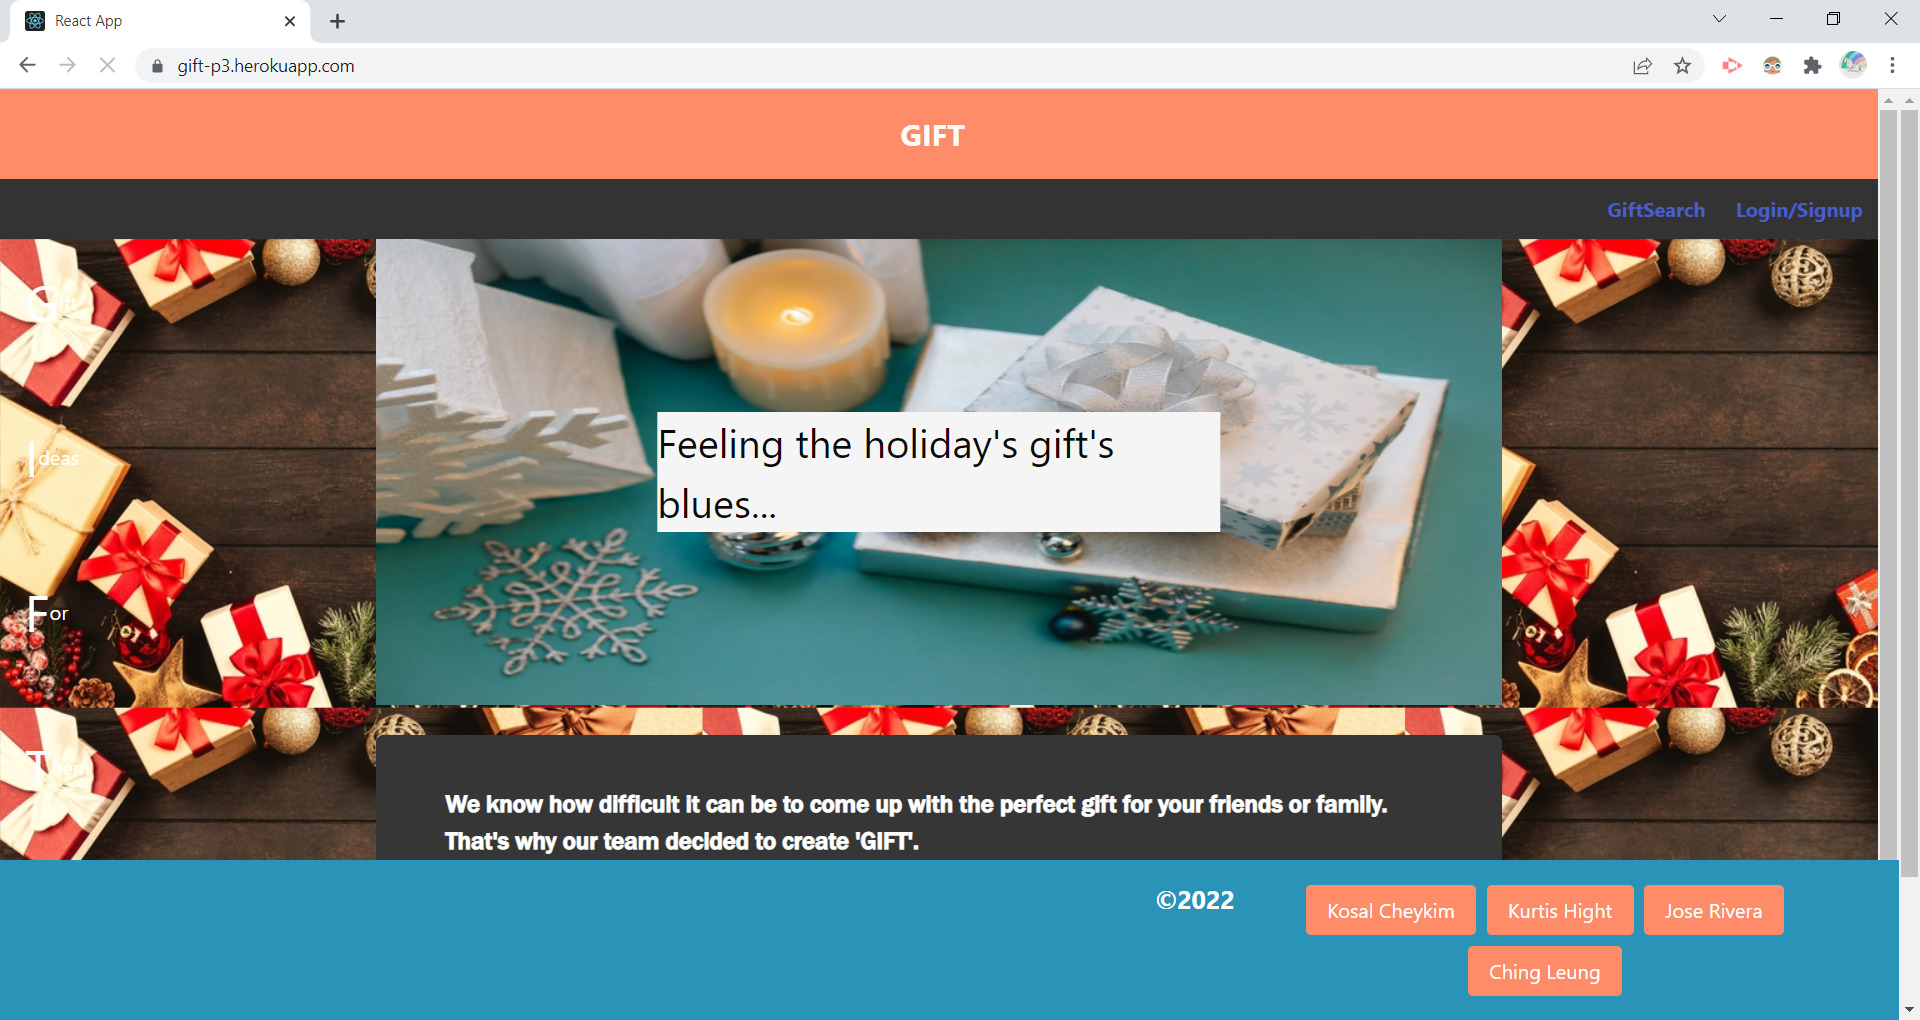 React App
gift-p3.herokuapp.com
GIFT
GiftSearch Login/Signup
Gift
Ideas
For
Them
Feeling the holiday's gift's
blues...
We know how difficult it can be to come up with the perfect gift for your friends or family.
That's why our team decided to create 'GIFT'.
©2022
Kosal Cheykim Kurtis Hight Jose Rivera
Ching Leung